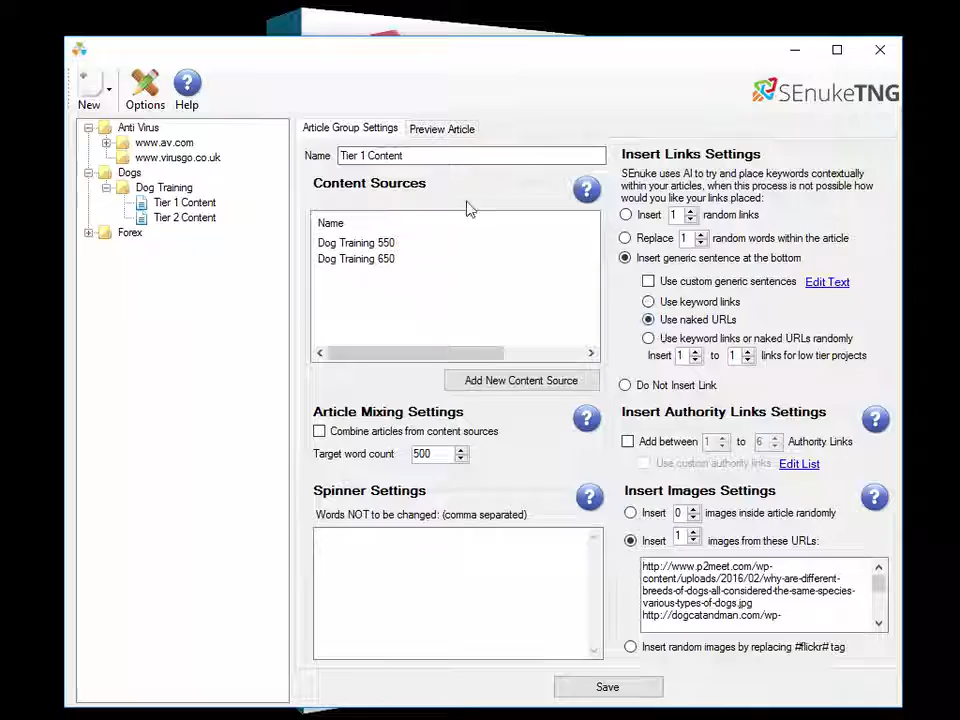 New
Options
Help
SEnukeTNG
Anti Virus
www.av.com
www.virusgo.co.uk
Dogs
Dog Training
Tier 1 Content
Tier 2 Content
Forex
Article Group Settings
Preview Article
Name
Tier 1 Content
Content Sources
?
Name
Dog Training 550
Dog Training 650
Add New Content Source
Article Mixing Settings
?
Combine articles from content sources
Target word count 500
Spinner Settings
?
Words NOT to be changed: (comma separated)
Insert Links Settings
SEnuke uses AI to try and place keywords contextually
within your articles, when this process is not possible how
would you like your links placed:
Insert 1 random links
Replace 1 random words within the article
Insert generic sentence at the bottom
Use custom generic sentences Edit Text
Use keyword links
Use naked URLs
Use keyword links or naked URLs randomly
Insert 1 to 1 links for low tier projects
Do Not Insert Link
Insert Authority Links Settings
?
Add between 1 to 6 Authority Links
Use custom authority links Edit List
Insert Images Settings
?
Insert 0 images inside article randomly
Insert 1 images from these URLs:
http://www.p2meet.com/wp-
content/uploads/2016/02/why-are-different-
breeds-of-dogs-all-considered-the-same-species-
various-types-of-dogs.jpg
http://dogcatandman.com/wp-
Insert random images by replacing #flickr# tag
Save